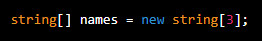 string[] names = new string[3];